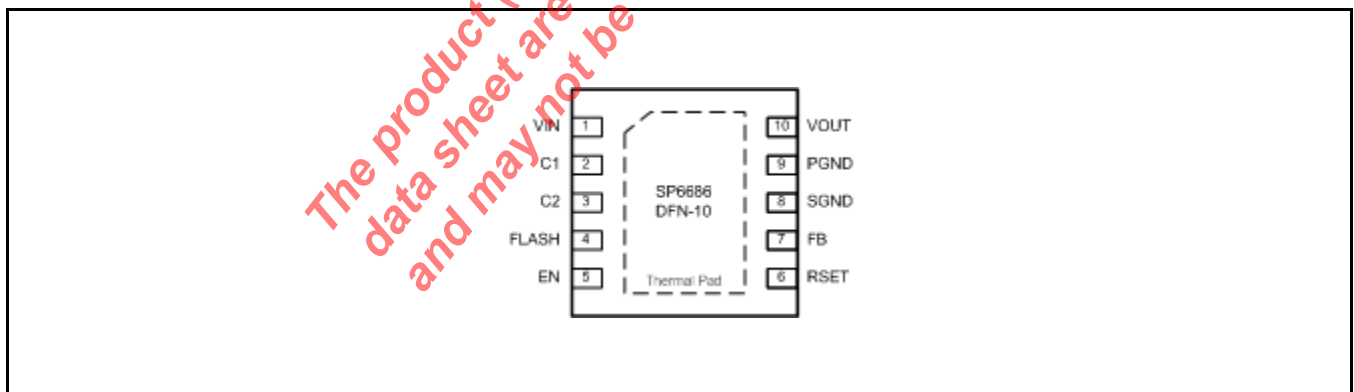 The product
data sheet are
and may not be
VIN 1
C1 2
C2 3
FLASH 4
EN 5
SP6686
DFN-10
Thermal Pad
10 VOUT
9 PGND
8 SGND
7 FB
6 RSET